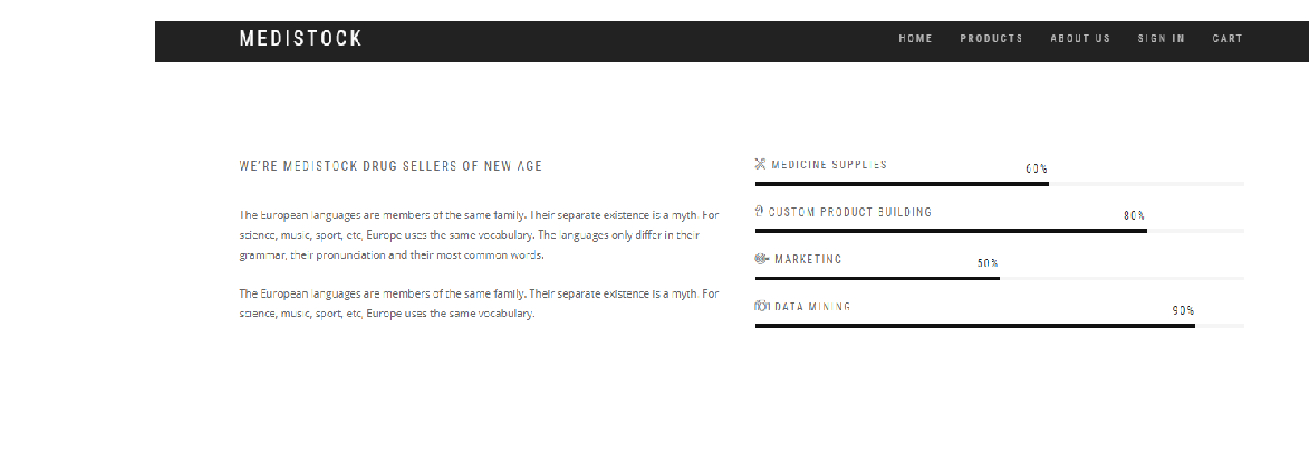 MEDISTOCK
HOME PRODUCTS ABOUT US SIGN IN CART
WE'RE MEDISTOCK DRUG SELLERS OF NEW AGE
The European languages are members of the same family. Their separate existence is a myth. For
science, music, sport, etc, Europe uses the same vocabulary. The languages only differ in their
grammar, their pronunciation and their most common words.
The European languages are members of the same family. Their separate existence is a myth. For
science, music, sport, etc, Europe uses the same vocabulary.
MEDICINE SUPPLIES
60%
CUSTOM PRODUCT BUILDING
80%
MARKETING
50%
DATA MINING
90%